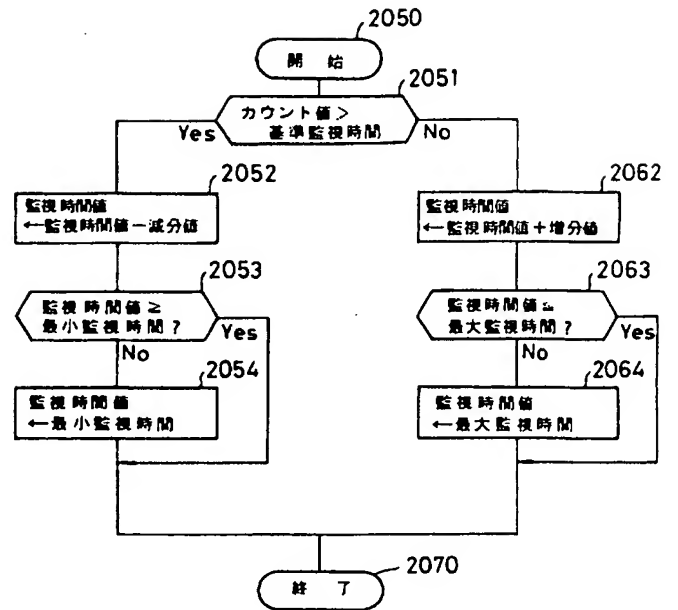 2050
開始
2051
カウント値>
基準監視時間
Yes
No
2052
監視時間値
←監視時間値-減分値
2062
監視時間値
←監視時間値+増分値
2053
監視時間値≥
最小監視時間?
Yes
No
2063
監視時間値≤
最大監視時間?
Yes
No
2054
監視時間値
←最小監視時間
2064
監視時間値
←最大監視時間
2070
終了